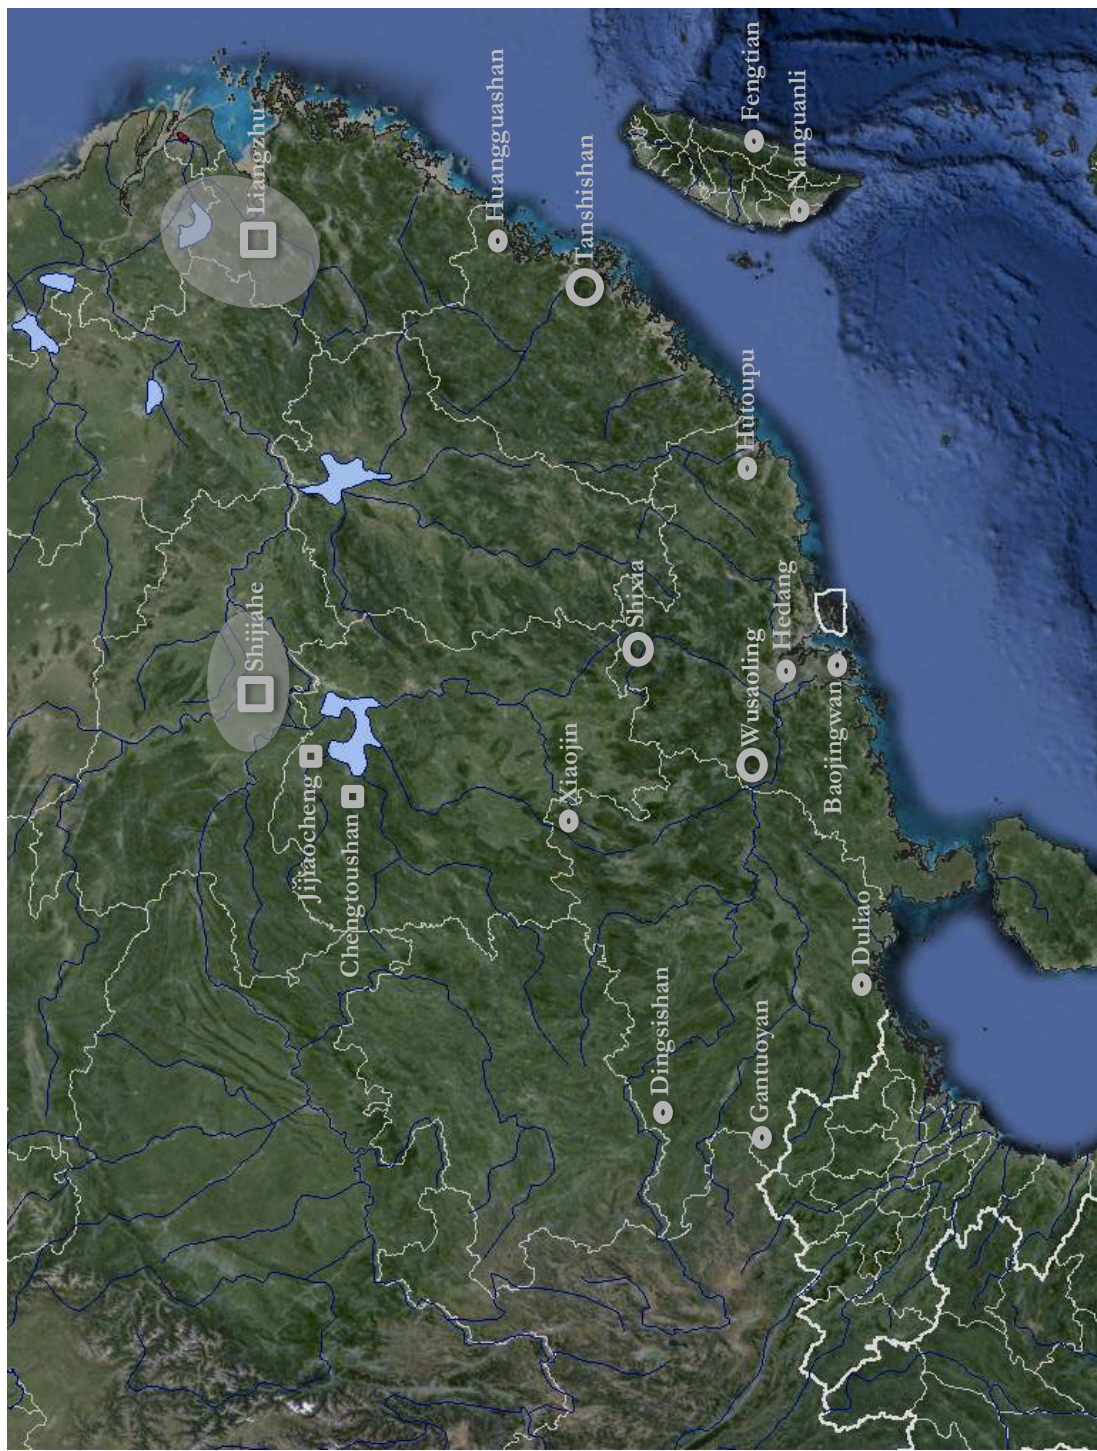 Liangzhu
Shijiahe
Jijiaocheng
Chengtoushan
Huangguashan
Tanshishan
Xiaojin
Shixia
Dingsishan
Fengtian
Nanguanli
Hutoupu
Wusaoling
Hedang
Gantuoyan
Baojingwan
Duliao